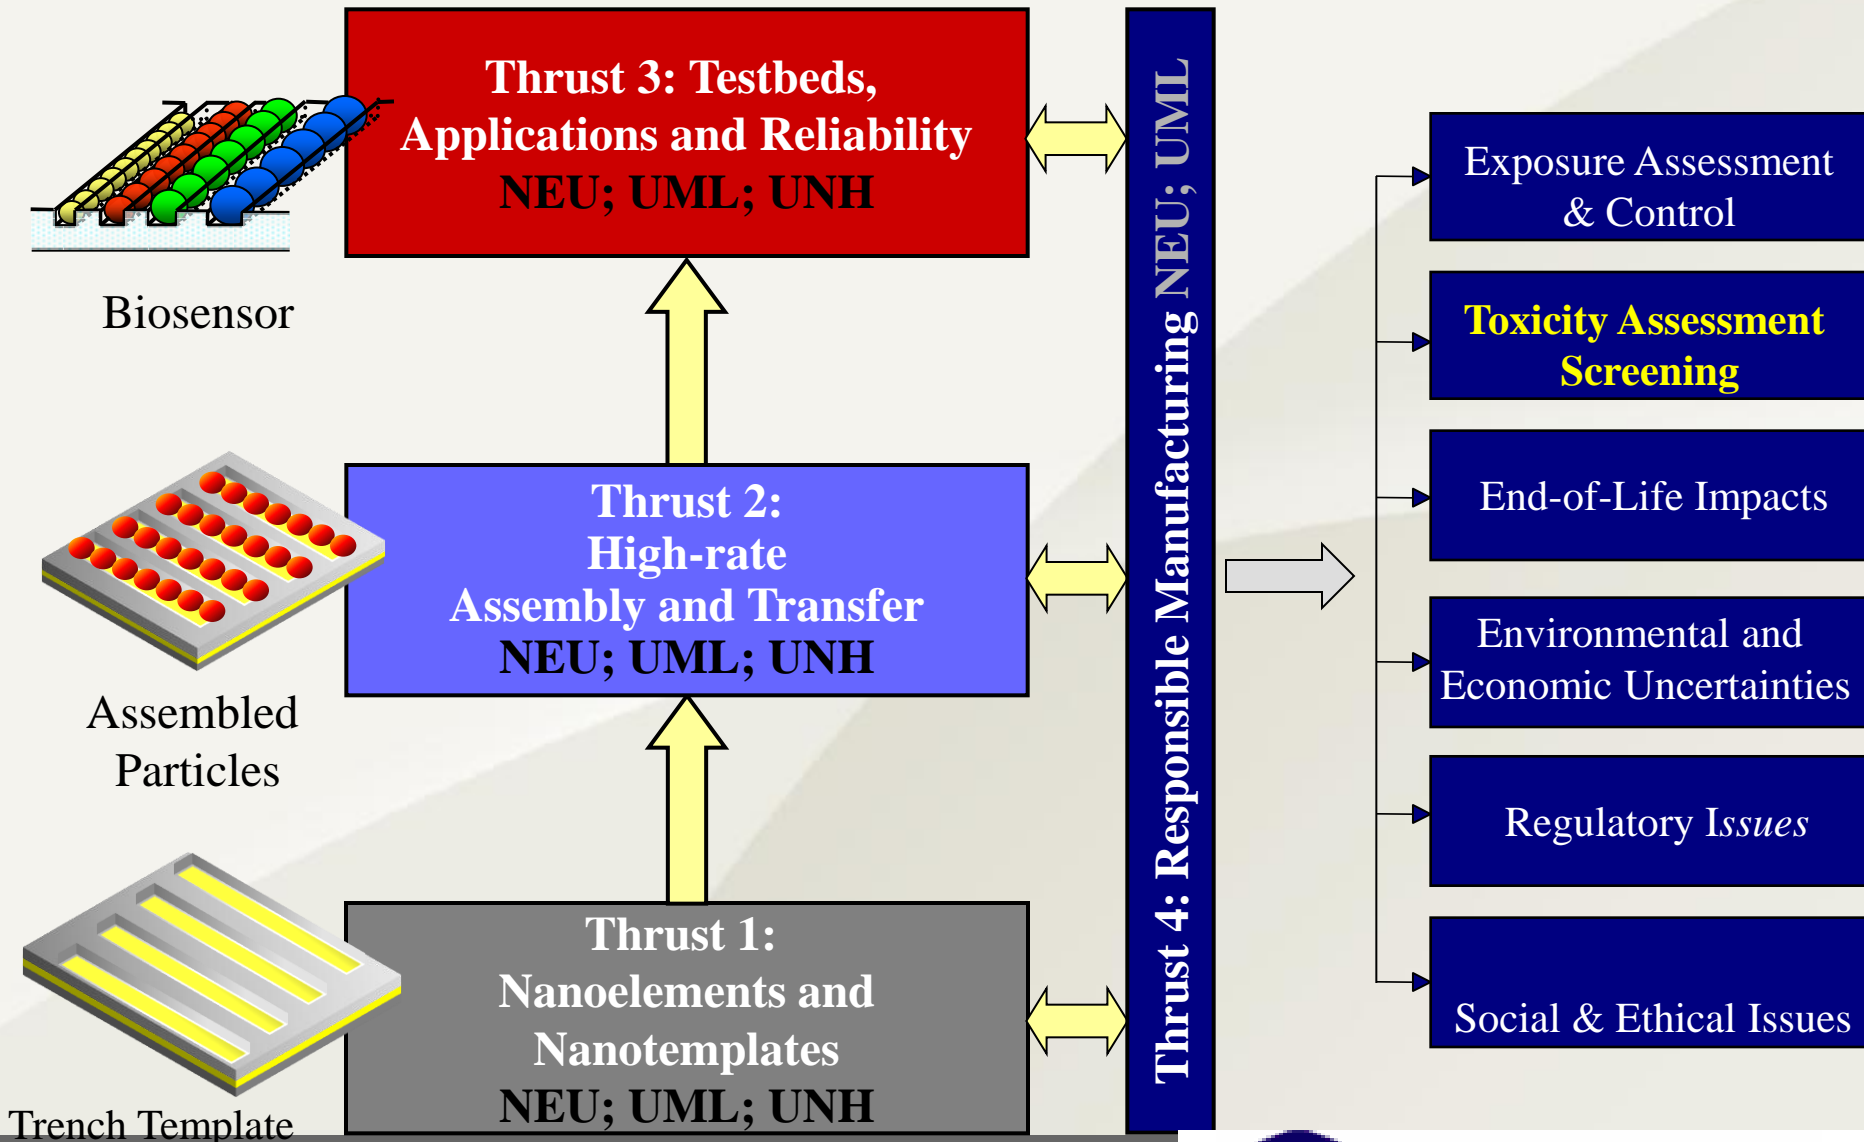 Thrust 3: Testbeds,
Applications and Reliability
NEU; UML; UNH
Biosensor
Thrust 2:
High-rate
Assembly and Transfer
NEU; UML; UNH
Assembled
Particles
Thrust 1:
Nanoelements and
Nanotemplates
NEU; UML; UNH
Trench Template
Thrust 4: Responsible Manufacturing NEU; UML
Exposure Assessment
& Control
Toxicity Assessment
Screening
End-of-Life Impacts
Environmental and
Economic Uncertainties
Regulatory Issues
Social & Ethical Issues